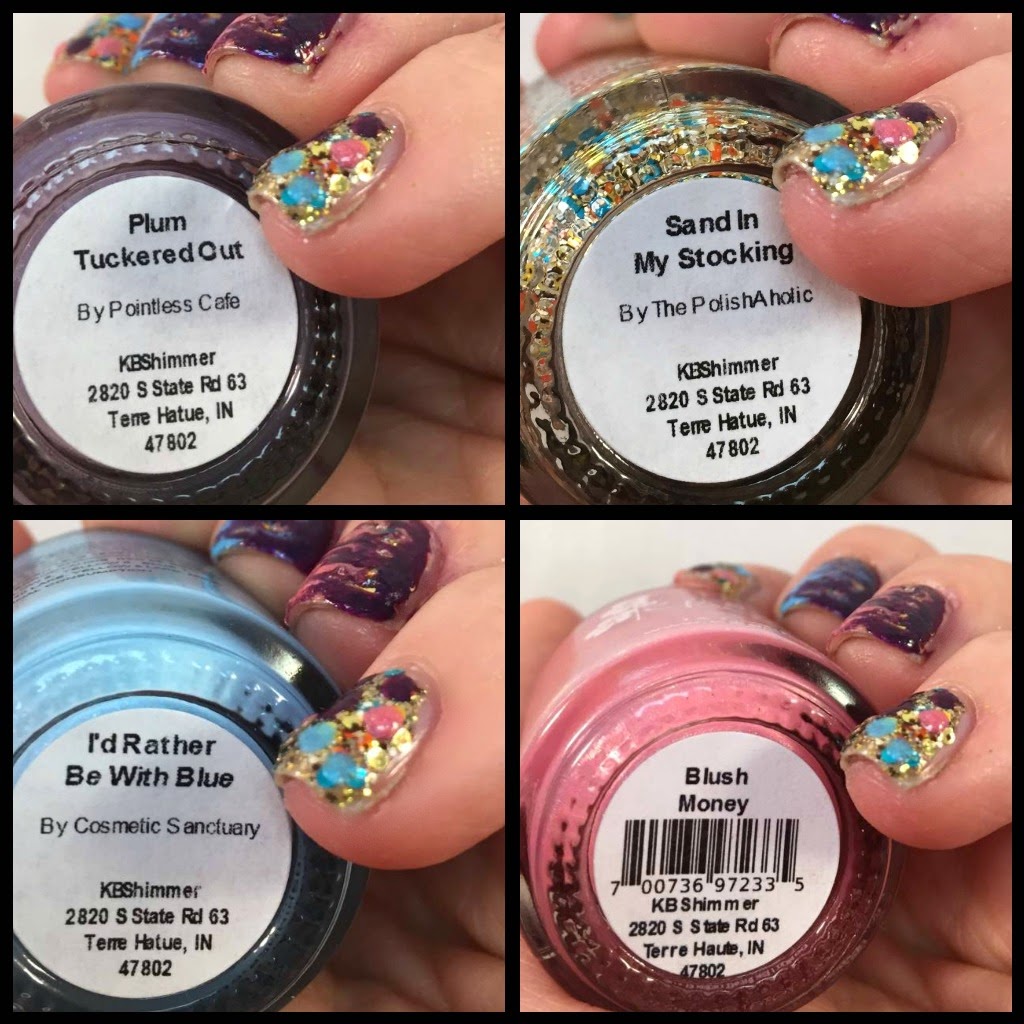 Plum
Tuckered Out
By Pointless Cafe
KBShimmer
2820 S State Rd 63
Terre Hatue, IN
47802
Sand In
My Stocking
By The PolishAholic
KBShimmer
2820 S State Rd 63
Terre Hatue, IN
47802
I'd Rather
Be With Blue
By Cosmetic Sanctuary
KBShimmer
2820 S State Rd 63
Terre Hatue, IN
47802
Blush
Money
7 00736 97233 5
KBShimmer
2820 S State Rd 63
Terre Haute, IN
47802